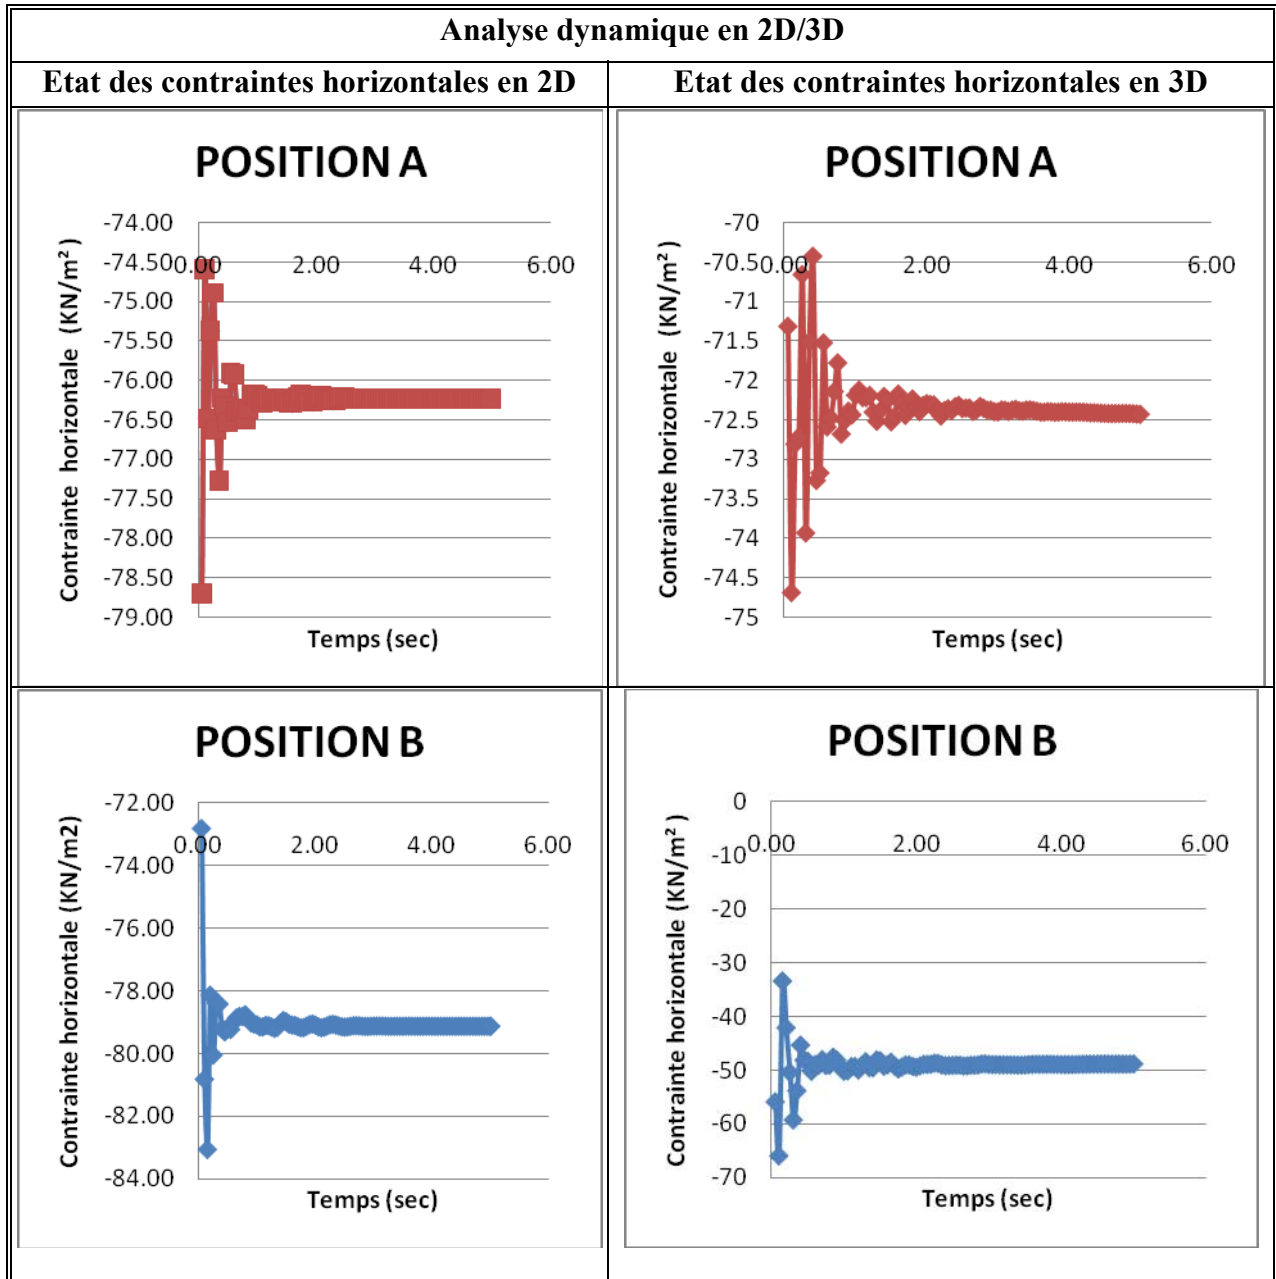 Analyse dynamique en 2D/3D
Etat des contraintes horizontales en 2D
Etat des contraintes horizontales en 3D
POSITION A
Contrainte horizontale (KN/m²)
-74.00
-74.50
-75.00
-75.50
-76.00
-76.50
-77.00
-77.50
-78.00
-78.50
-79.00
0.00 2.00 4.00 6.00
Temps (sec)
POSITION A
Contrainte horizontale (KN/m²)
-70
-70.5
-71
-71.5
-72
-72.5
-73
-73.5
-74
-74.5
-75
0.00 2.00 4.00 6.00
Temps (sec)
POSITION B
Contrainte horizontale (KN/m2)
-72.00
-74.00
-76.00
-78.00
-80.00
-82.00
-84.00
0.00 2.00 4.00 6.00
Temps (sec)
POSITION B
Contrainte horizontale (KN/m²)
0
-10
-20
-30
-40
-50
-60
-70
0.00 2.00 4.00 6.00
Temps (sec)